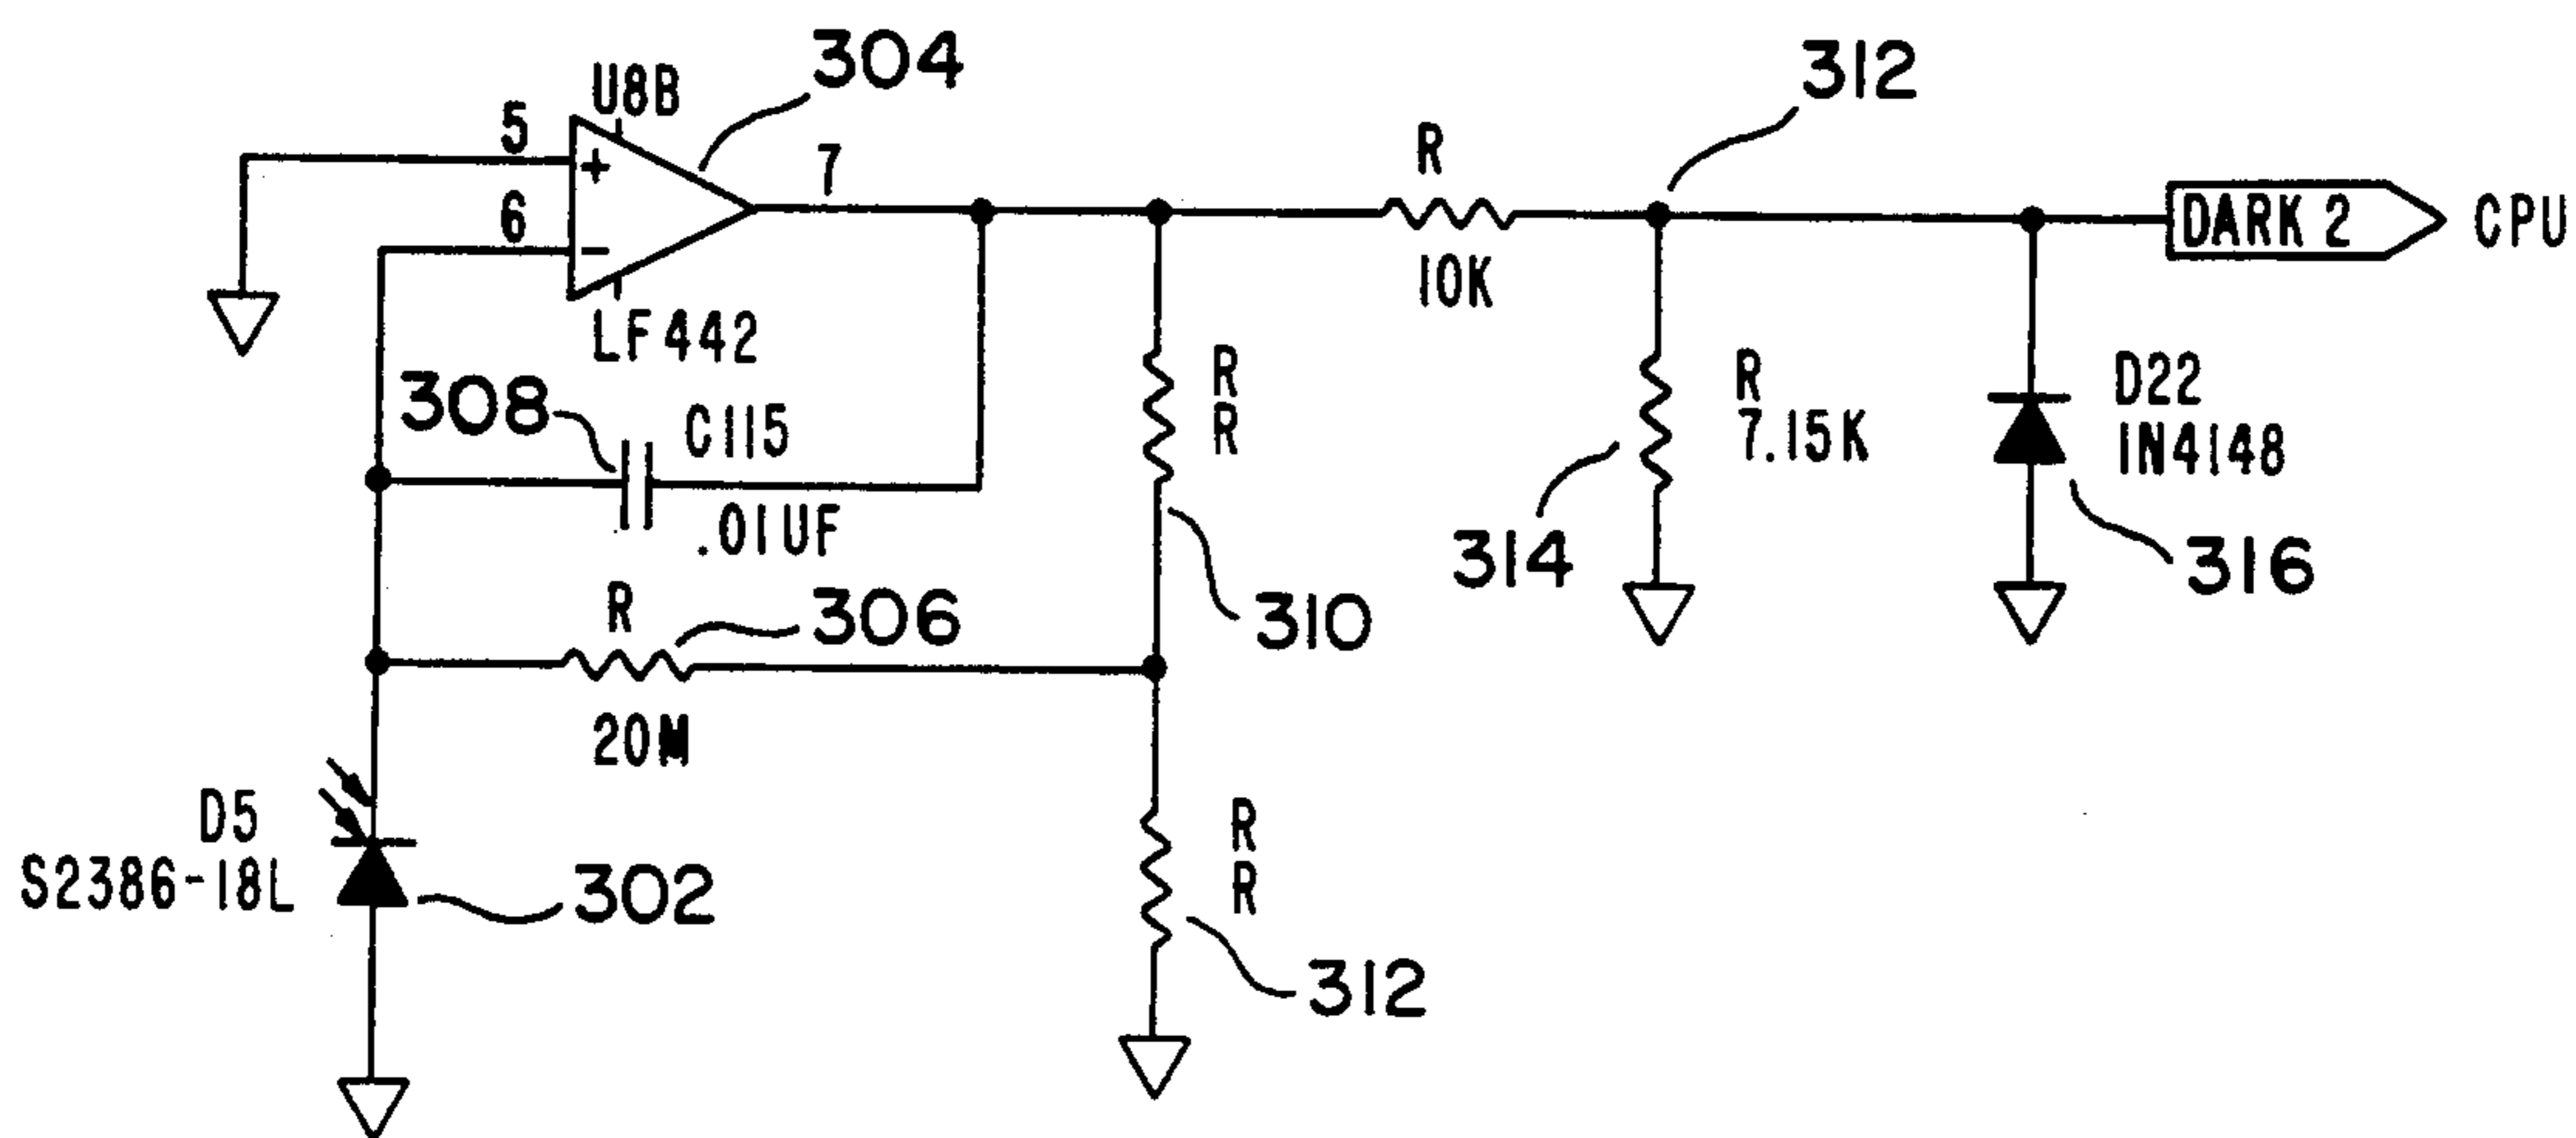 304
U8B
312
5
+
7
R
6
-
DARK 2
CPU
10K
LF442
308
C115
R
R
R
7.15K
D22
1N4148
.01UF
314
316
R
306
310
20M
D5
S2386-18L
302
R
R
312